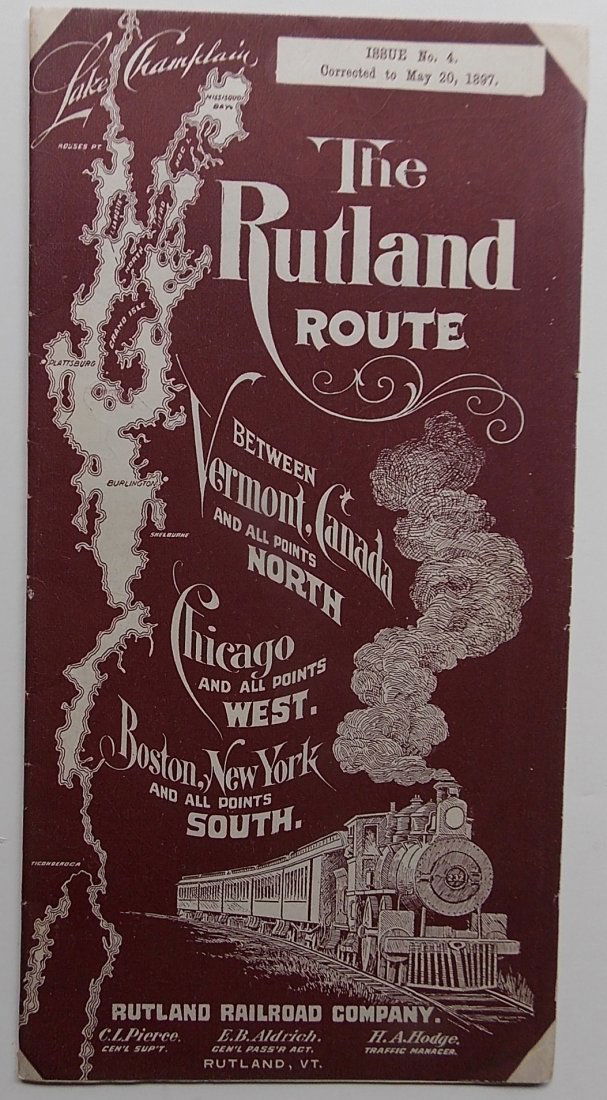 Lake Champlain
ISSUE No. 4.
Corrected to May 20, 1897.
MISSISQUOI
BAY
ROUSES PT.
The
Rutland
ROUTE
NORTH
GRAND ISLE
PLATTSBURG
BURLINGTON
SHELBURNE
BETWEEN
Vermont, Canada
AND ALL POINTS
NORTH
Chicago
AND ALL POINTS
WEST.
Boston, New York
AND ALL POINTS
SOUTH.
TICONDEROGA
RUTLAND RAILROAD COMPANY.
C.L. Pierce. E.B. Aldrich. H.A. Hodge.
GEN'L SUP'T. GEN'L PASS'R AGT. TRAFFIC MANAGER.
RUTLAND, VT.